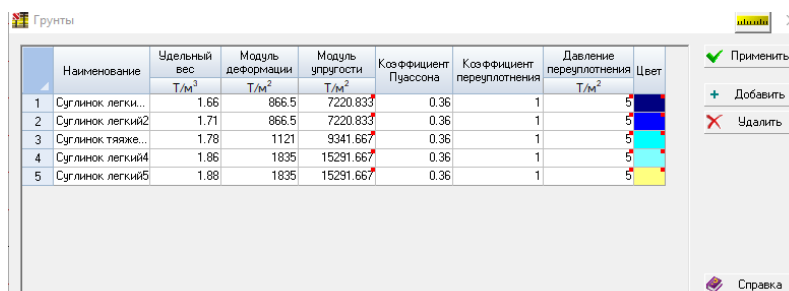 Грунты
Наименование Удельный вес Модуль деформации Модуль упругости Коэффициент Пуассона Коэффициент переуплотнения Давление переуплотнения Цвет
Т/м³ Т/м² Т/м² Т/м²
1 Суглинок легки... 1.66 866.5 7220.833 0.36 1 5
2 Суглинок легкий2 1.71 866.5 7220.833 0.36 1 5
3 Суглинок тяяже... 1.78 1121 9341.667 0.36 1 5
4 Суглинок легкий4 1.86 1835 15291.667 0.36 1 5
5 Суглинок легкий5 1.88 1835 15291.667 0.36 1 5
Применить
Добавить
Удалить
Справка